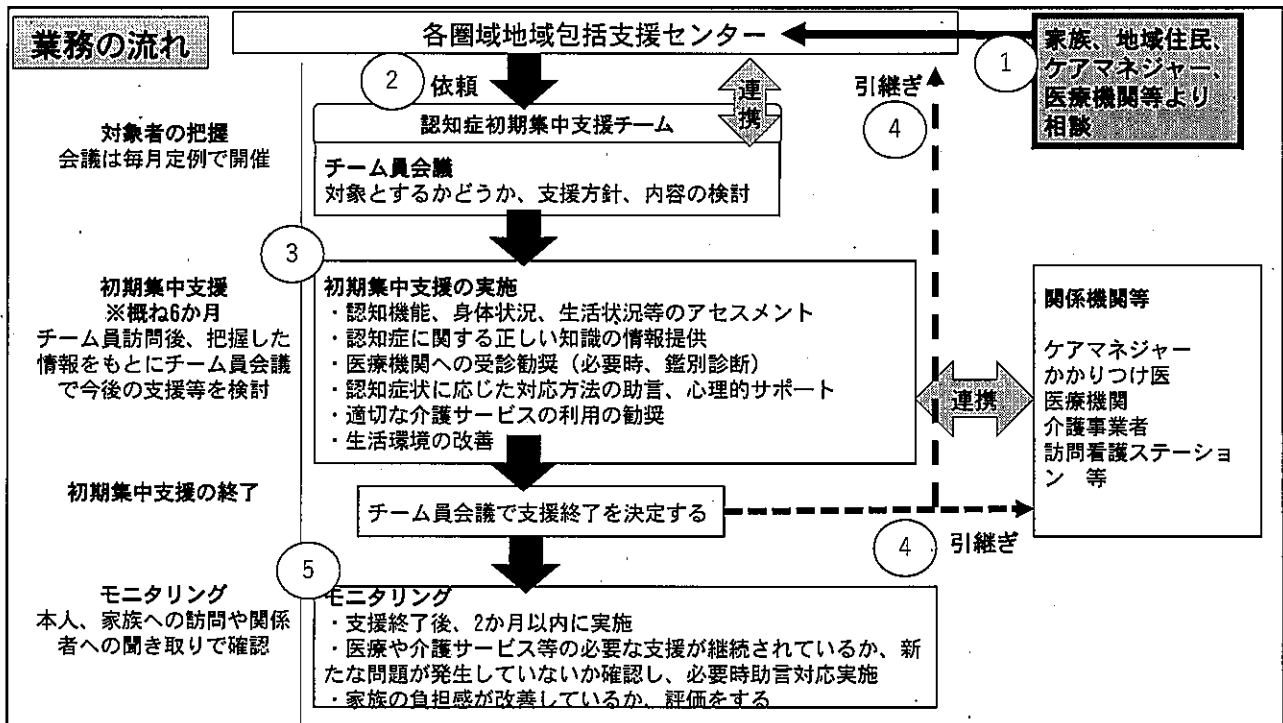 業務の流れ
各圏域地域包括支援センター
1
家族、地域住民、
ケアマネジャー、
医療機関等より
相談
2
依頼
連携
引継ぎ
4
対象者の把握
会議は毎月定例で開催
認知症初期集中支援チーム
チーム員会議
対象とするかどうか、支援方針、内容の検討
3
初期集中支援
※概ね6か月
チーム員訪問後、把握した
情報をもとにチーム員会議
で今後の支援等を検討
初期集中支援の実施
・認知機能、身体状況、生活状況等のアセスメント
・認知症に関する正しい知識の情報提供
・医療機関への受診勧奨（必要時、鑑別診断）
・認知症状に応じた対応方法の助言、心理的サポート
・適切な介護サービスの利用の勧奨
・生活環境の改善
連携
関係機関等
ケアマネジャー
かかりつけ医
医療機関
介護事業者
訪問看護ステーショ
ン　等
初期集中支援の終了
チーム員会議で支援終了を決定する
4
引継ぎ
5
モニタリング
本人、家族への訪問や関係
者への聞き取りで確認
モニタリング
・支援終了後、2か月以内に実施
・医療や介護サービス等の必要な支援が継続されているか、新
たな問題が発生していないか確認し、必要時助言対応実施
・家族の負担感が改善しているか、評価をする